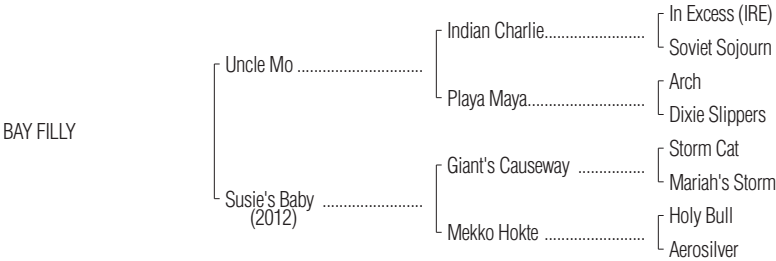 In Excess (IRE)
Indian Charlie..........................
Soviet Sojourn
Uncle Mo ................................
Arch
Playa Maya..............................
Dixie Slippers
BAY FILLY
Storm Cat
Giant's Causeway .................
Mariah's Storm
Susie's Baby .........................
(2012)
Holy Bull
Mekko Hokte .........................
Aerosilver